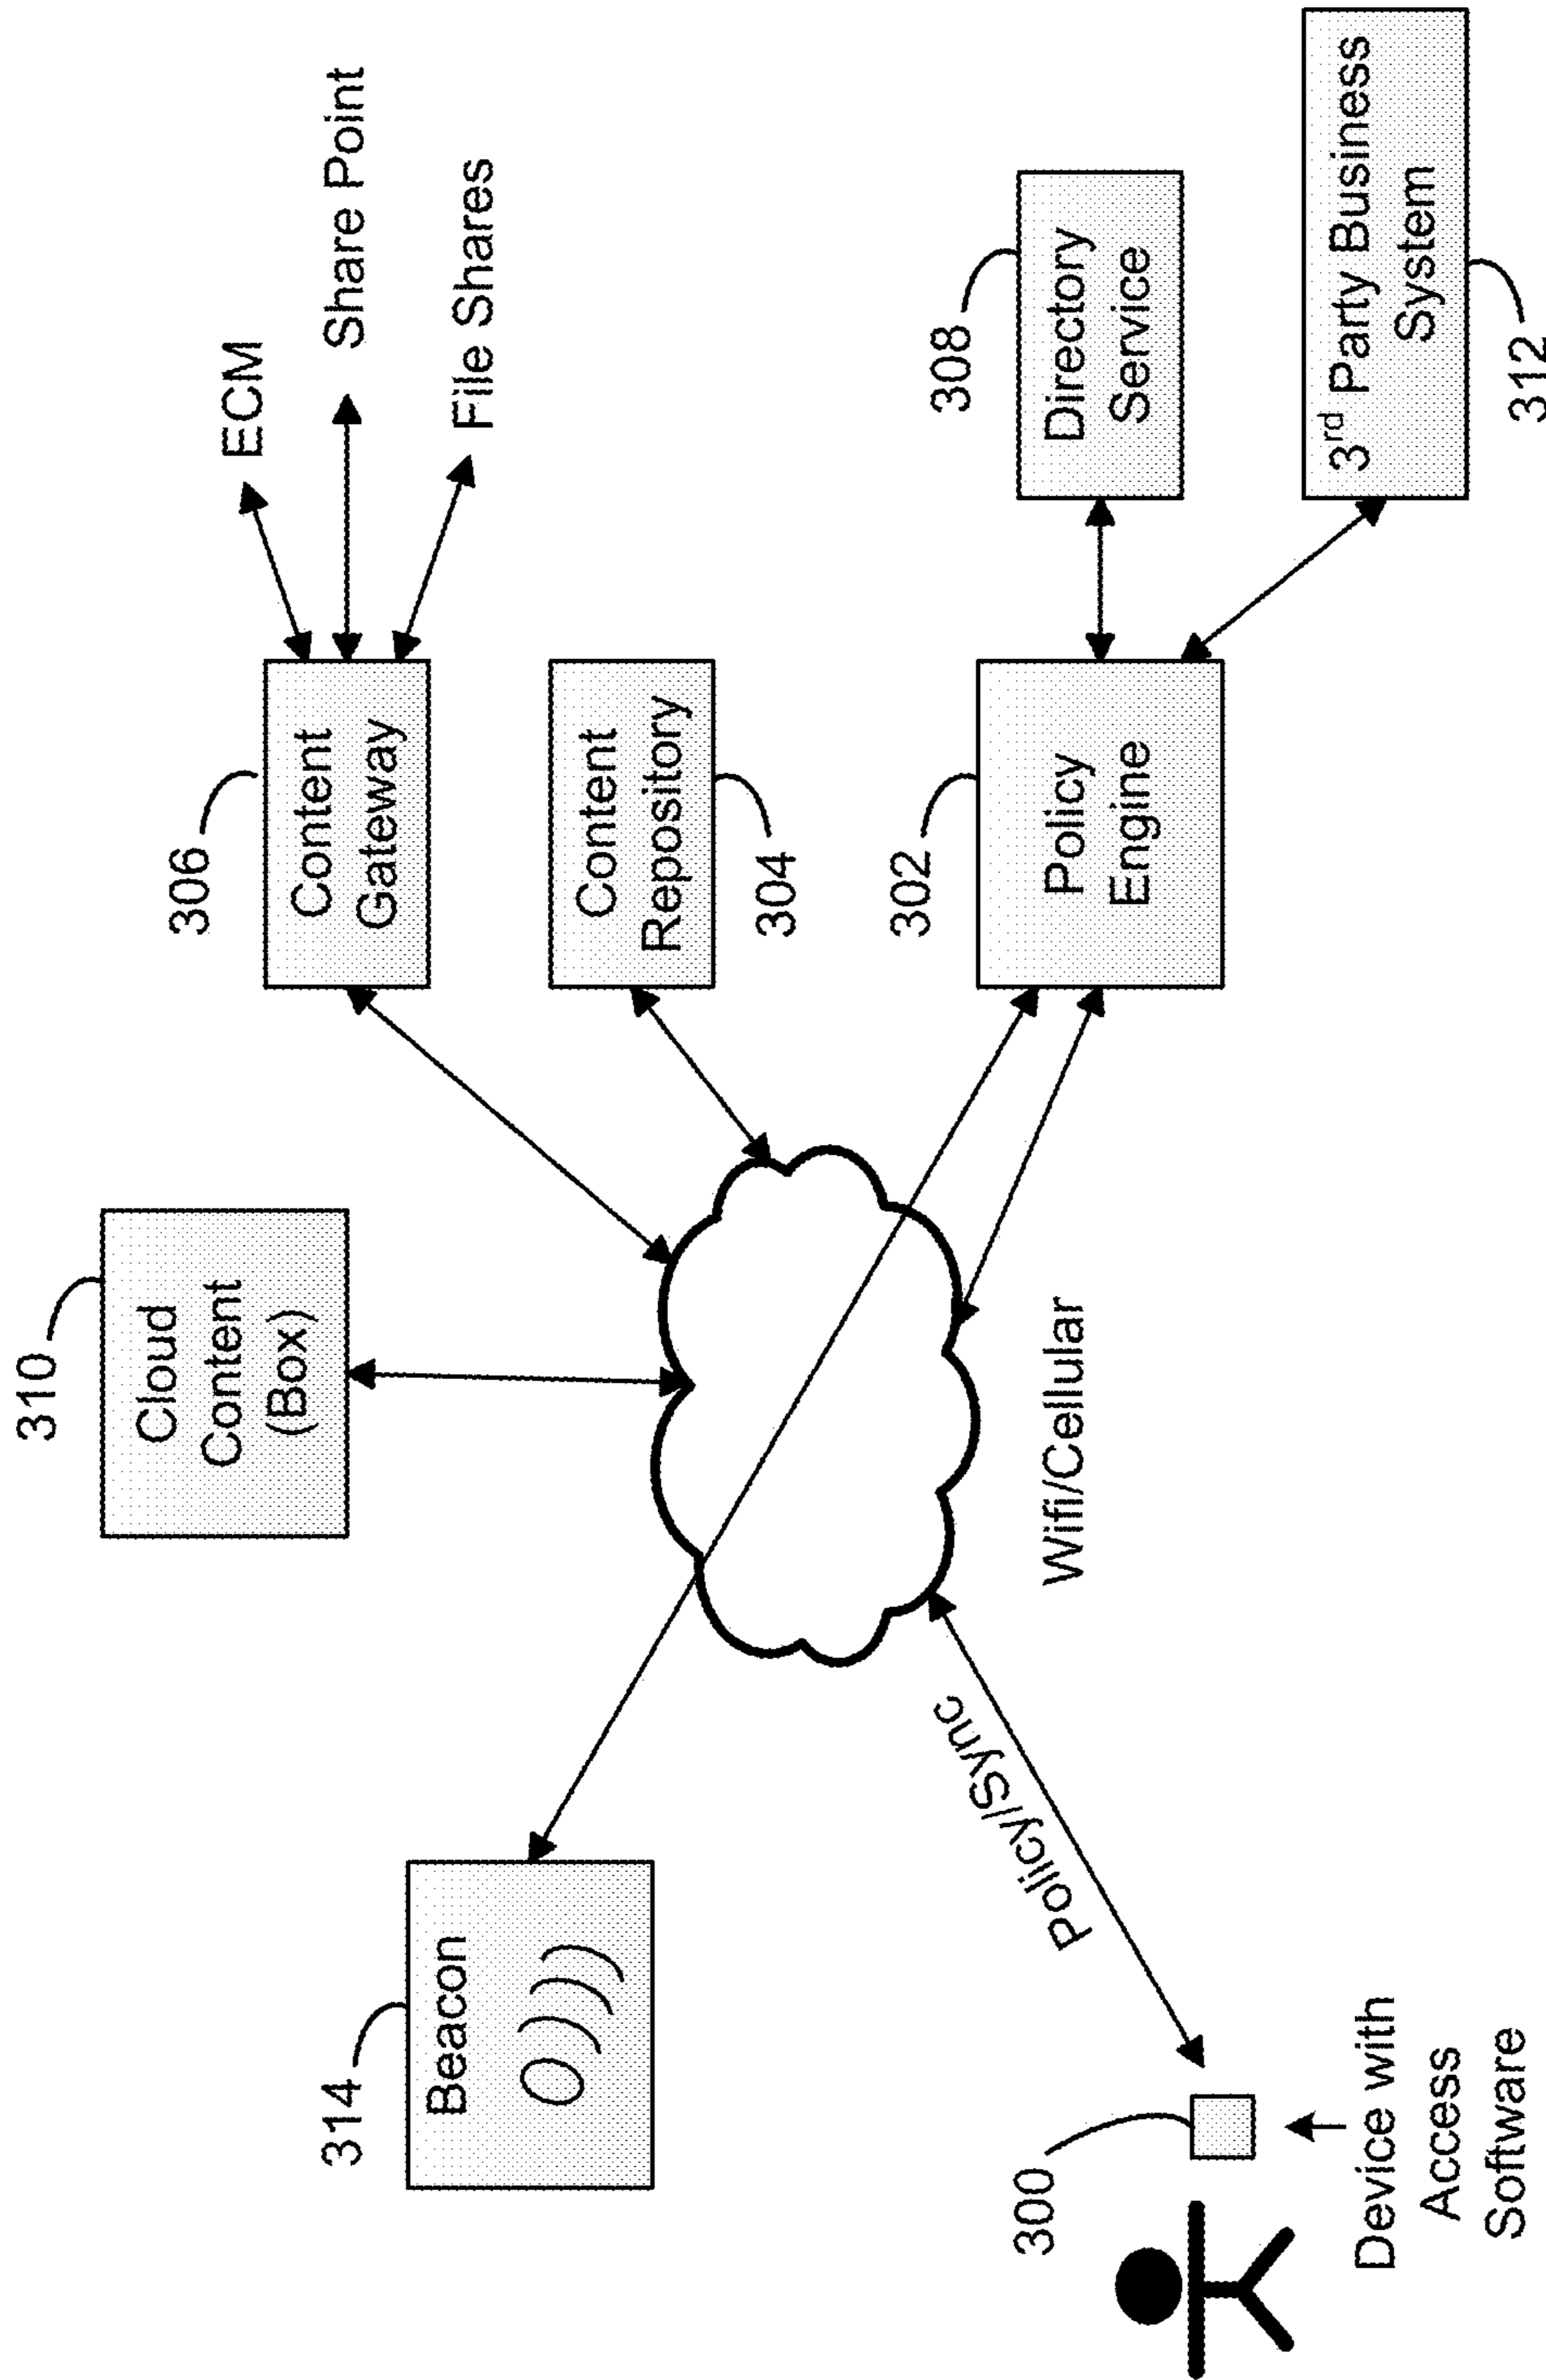 310
Cloud
Content
(Box)
306
Content
Gateway
ECM
Share Point
File Shares
314
Beacon
Content
Repository
304
Policy/Sync
Wifi/Cellular
302
Policy
Engine
308
Directory
Service
3rd Party Business
System
312
300
Device with
Access
Software